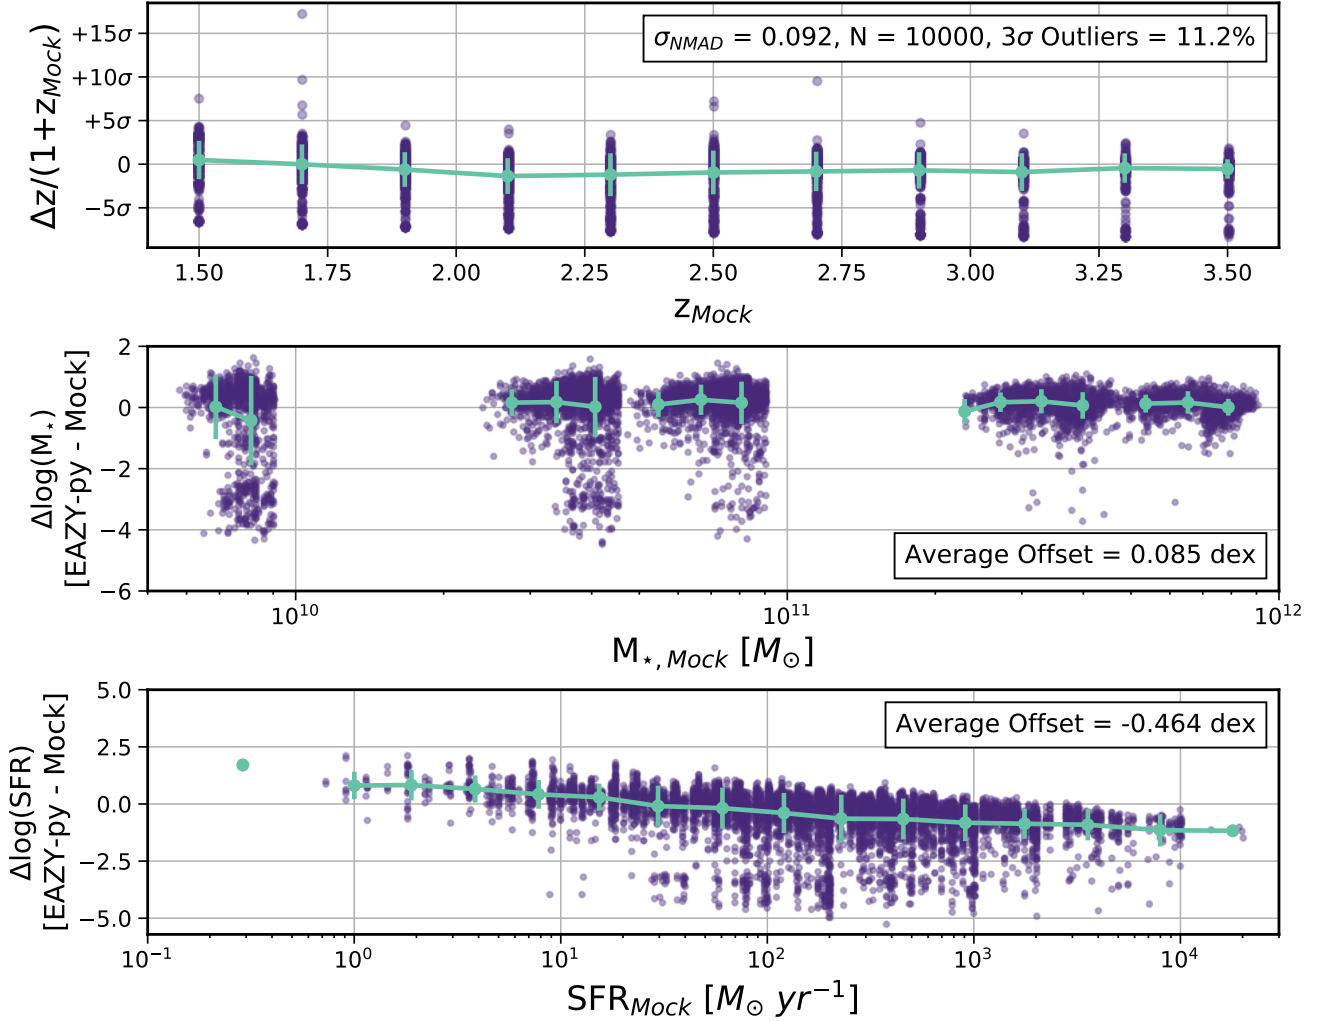 Δz/(1+z_Mock)
+15σ
+10σ
+5σ
0
−5σ
σ_NMAD = 0.092, N = 10000, 3σ Outliers = 11.2%
1.50 1.75 2.00 2.25 2.50 2.75 3.00 3.25 3.50
z_Mock
Δlog(M⋆)
[EAZY-py - Mock]
2
0
−2
−4
−6
Average Offset = 0.085 dex
10^10 10^11 10^12
M⋆,Mock [M⊙]
Δlog(SFR)
[EAZY-py - Mock]
5.0
2.5
0.0
−2.5
−5.0
Average Offset = -0.464 dex
10^−1 10^0 10^1 10^2 10^3 10^4
SFR_Mock [M⊙ yr^−1]